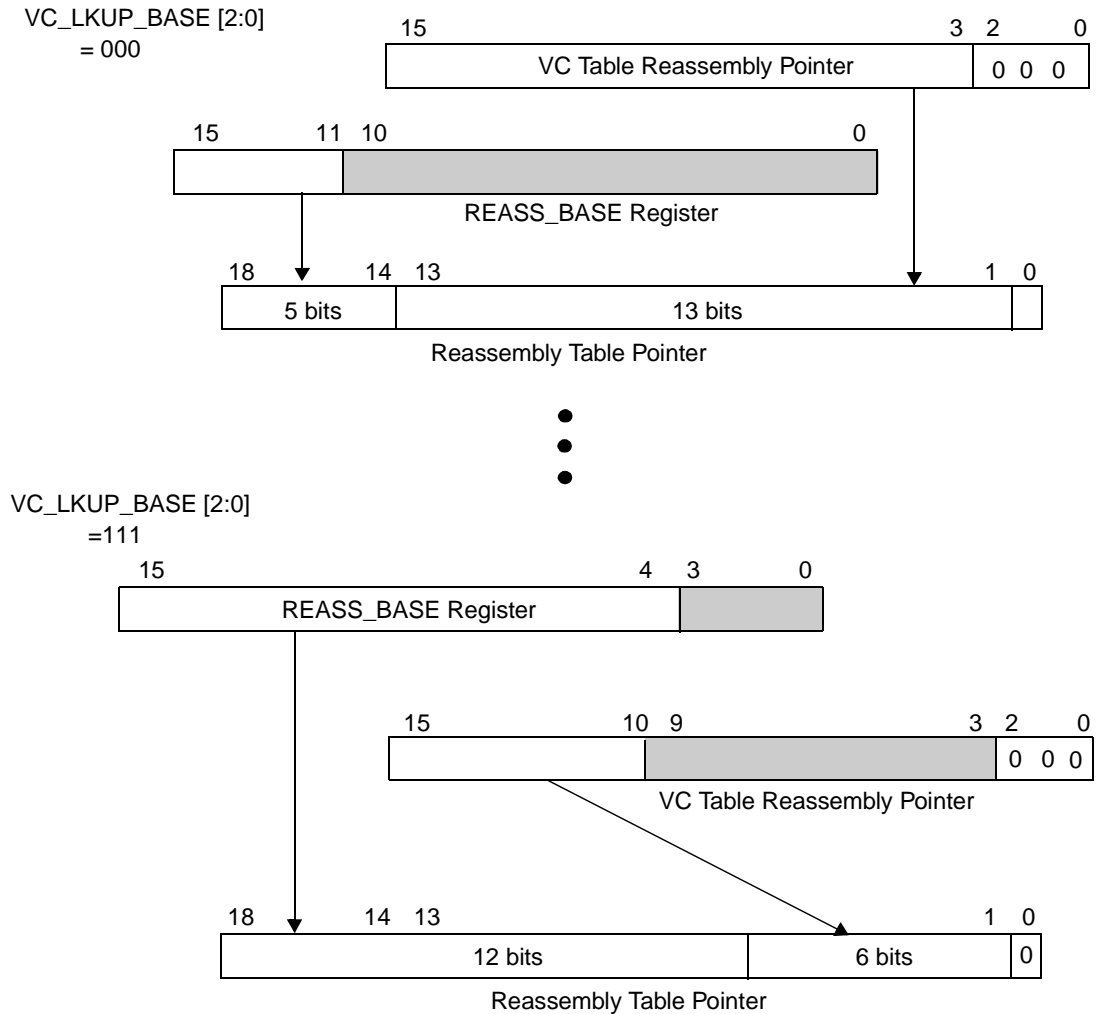 VC_LKUP_BASE [2:0]
= 000
15 3 2 0
VC Table Reassembly Pointer 0 0 0
15 11 10 0
REASS_BASE Register
18 14 13 1 0
5 bits 13 bits
Reassembly Table Pointer
VC_LKUP_BASE [2:0]
=111
15 4 3 0
REASS_BASE Register
15 10 9 3 2 0
0 0 0
VC Table Reassembly Pointer
18 14 13 1 0
12 bits 6 bits 0
Reassembly Table Pointer